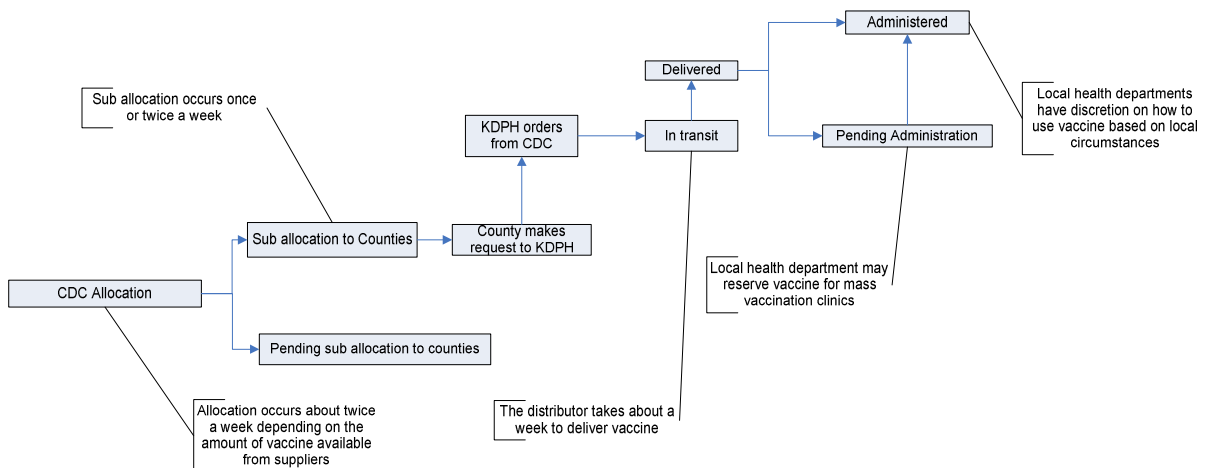 Administered
Delivered
Sub allocation occurs once
or twice a week
Local health departments
have discretion on how to
use vaccine based on local
circumstances
KDPH orders
from CDC
In transit
Pending Administration
Sub allocation to Counties
County makes
request to KDPH
Local health department may
reserve vaccine for mass
vaccination clinics
CDC Allocation
Pending sub allocation to counties
Allocation occurs about twice
a week depending on the
amount of vaccine available
from suppliers
The distributor takes about a
week to deliver vaccine